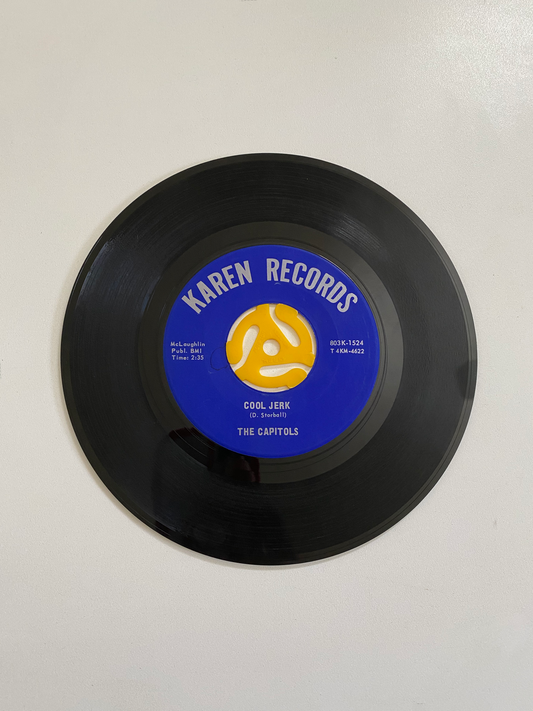 KAREN RECORDS
McLaughlin
Publ. BMI
Time: 2:35
803K-1524
T 4KM-4622
COOL JERK
(D. Storball)
THE CAPITOLS